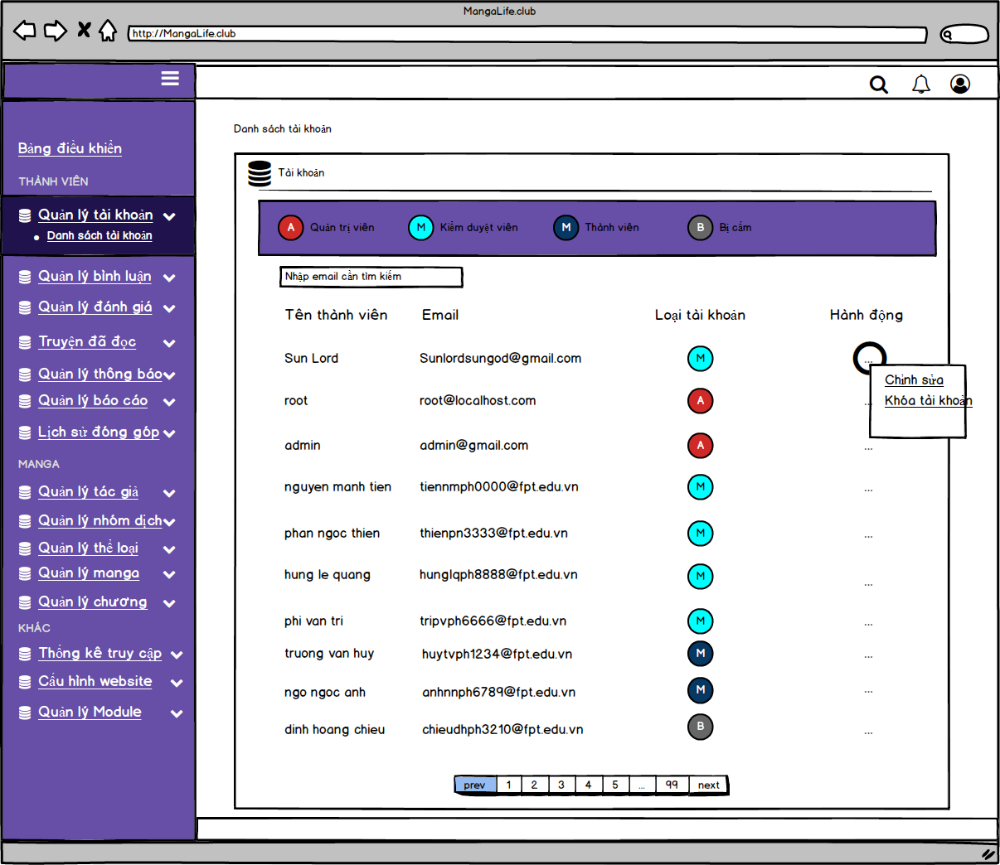 MangaLife.club
http://MangaLife.club
Danh sách tài khoản
Bảng điều khiển
THÀNH VIÊN
Quản lý tài khoản
Danh sách tài khoản
Quản lý bình luận
Quản lý đánh giá
Truyện đã đọc
Quản lý thông báo
Quản lý báo cáo
Lịch sử đóng góp
MANGA
Quản lý tác giả
Quản lý nhóm dịch
Quản lý thể loại
Quản lý manga
Quản lý chương
KHÁC
Thống kê truy cập
Cấu hình website
Quản lý Module
Tài khoản
A Quản trị viên M Kiểm duyệt viên M Thành viên B Bị cấm
Nhập email cần tìm kiếm
Tên thành viên Email Loại tài khoản Hành động
Sun Lord Sunlordsungod@gmail.com M ...
Chỉnh sửa
root root@localhost.com A ...
Khóa tài khoản
admin admin@gmail.com A ...
nguyen manh tien tiennmph0000@fpt.edu.vn M ...
phan ngoc thien thienpn3333@fpt.edu.vn M ...
hung le quang hunglqph8888@fpt.edu.vn M ...
phi van tri tripvph6666@fpt.edu.vn M ...
truong van huy huytvph1234@fpt.edu.vn M ...
ngo ngoc anh anhnnph6789@fpt.edu.vn M ...
dinh hoang chieu chieudhph3210@fpt.edu.vn B ...
prev 1 2 3 4 5 ... 99 next